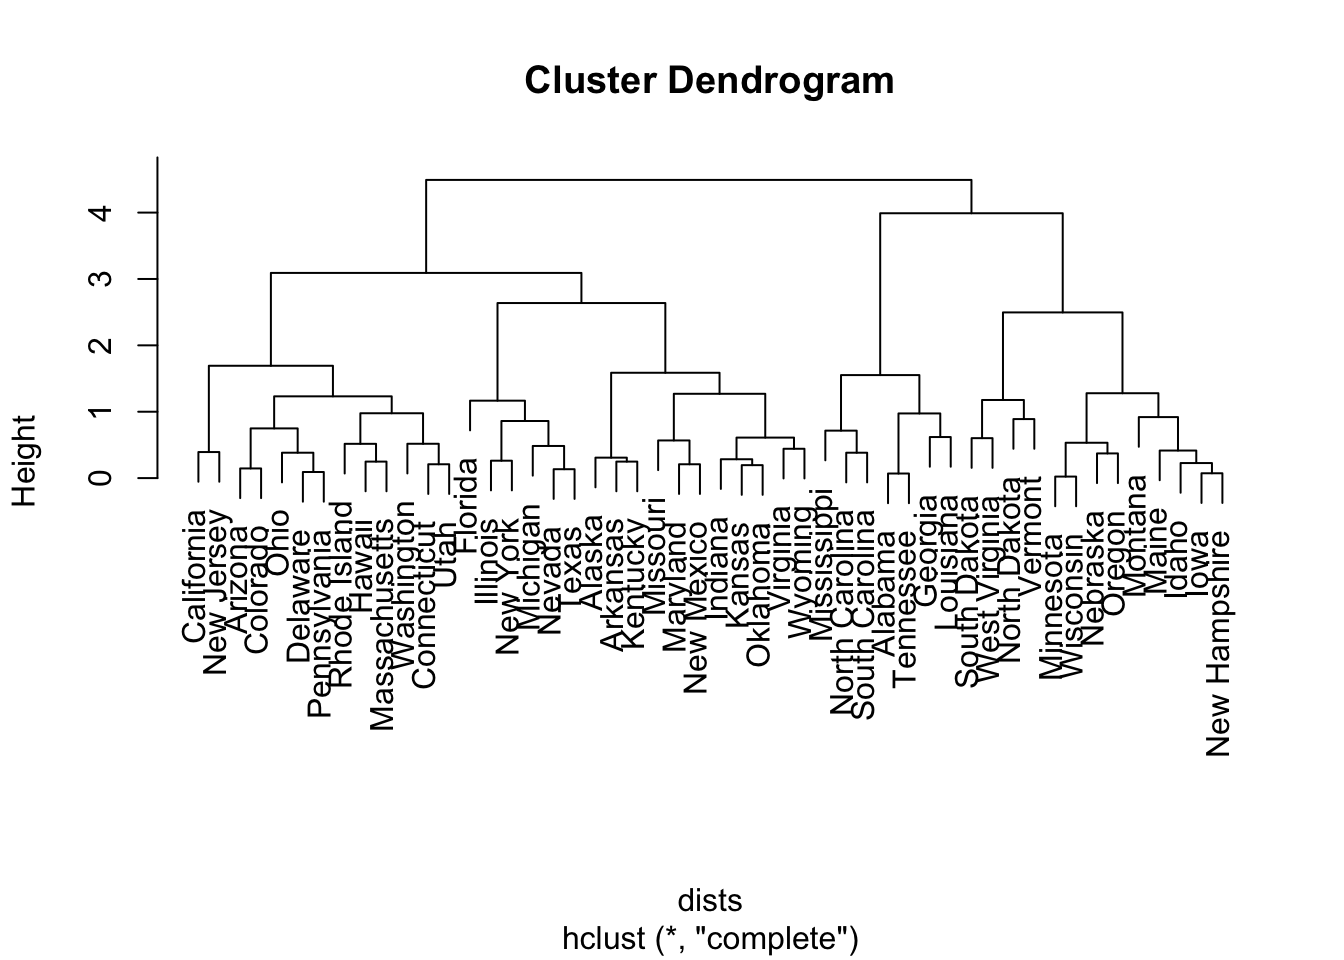 Cluster Dendrogram
Height
4
3
2
1
0
California
New Jersey
Arizona
Colorado
Ohio
Delaware
Pennsylvania
Rhode Island
Hawaii
Massachusetts
Washington
Connecticut
Utah
Florida
Illinois
New York
Michigan
Nevada
Texas
Alaska
Arkansas
Kentucky
Missouri
Maryland
New Mexico
Indiana
Kansas
Oklahoma
Virginia
Wyoming
Mississippi
North Carolina
South Carolina
Alabama
Tennessee
Georgia
Louisiana
South Dakota
West Virginia
North Dakota
Vermont
Minnesota
Wisconsin
Nebraska
Oregon
Montana
Maine
Idaho
Iowa
New Hampshire
dists
hclust (*, "complete")